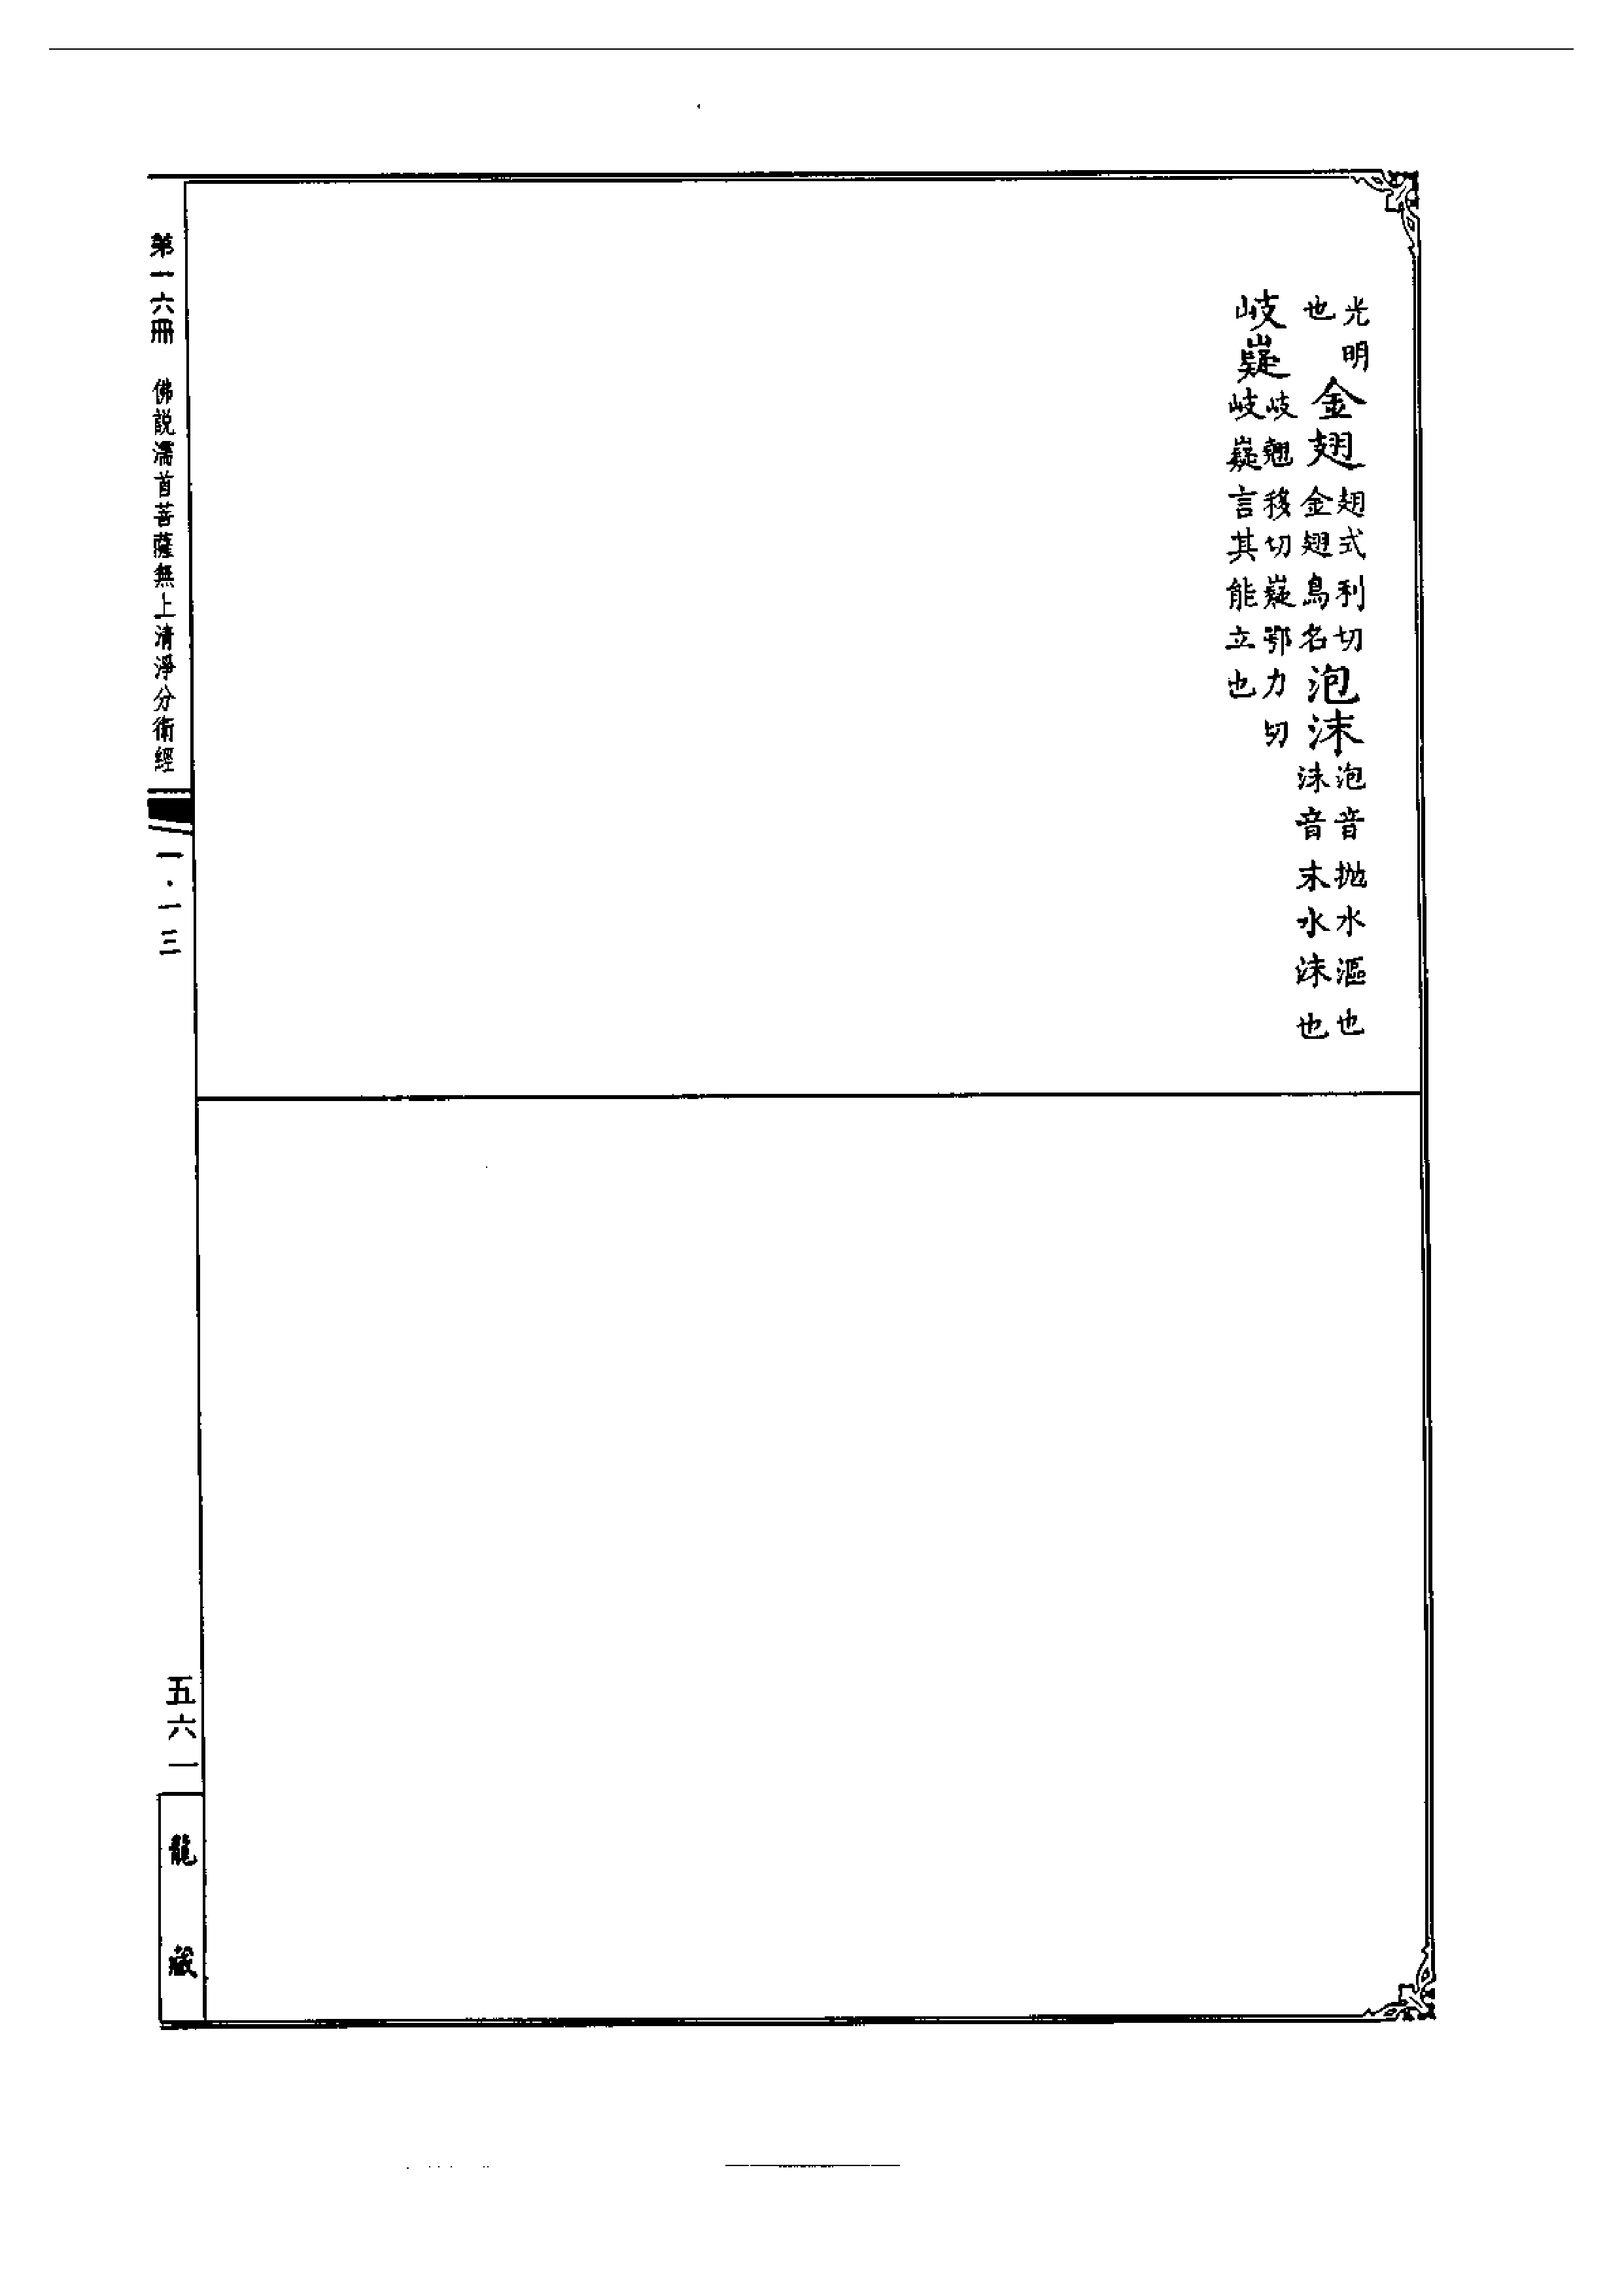 光明也 金翅 翅式利切金翅鳥名 泡沫 泡音抛水漚也沫音末水沫也
岐嶷 岐翹移切嶷鄂力切岐嶷言其能立也
第一六冊 佛説濡首菩薩無上清淨分衛經 一·一三
五六一
龍藏